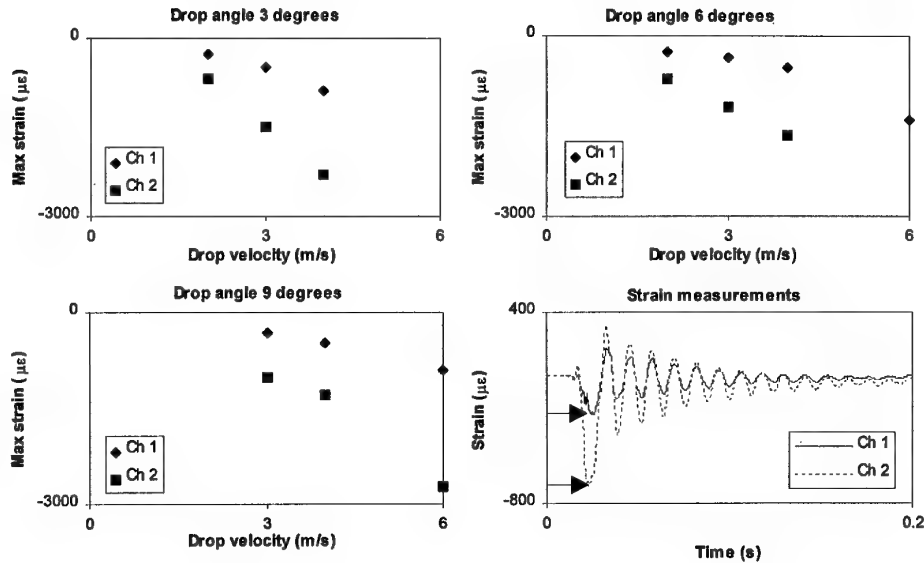 Drop angle 3 degrees
0
Max strain (με)
Ch 1
Ch 2
-3000
0
3
6
Drop velocity (m/s)
Drop angle 6 degrees
0
Max strain (με)
Ch 1
Ch 2
-3000
0
3
6
Drop velocity (m/s)
Drop angle 9 degrees
0
Max strain (με)
Ch 1
Ch 2
-3000
0
3
6
Drop velocity (m/s)
Strain measurements
400
Strain (με)
Ch 1
Ch 2
-800
0
0.2
Time (s)